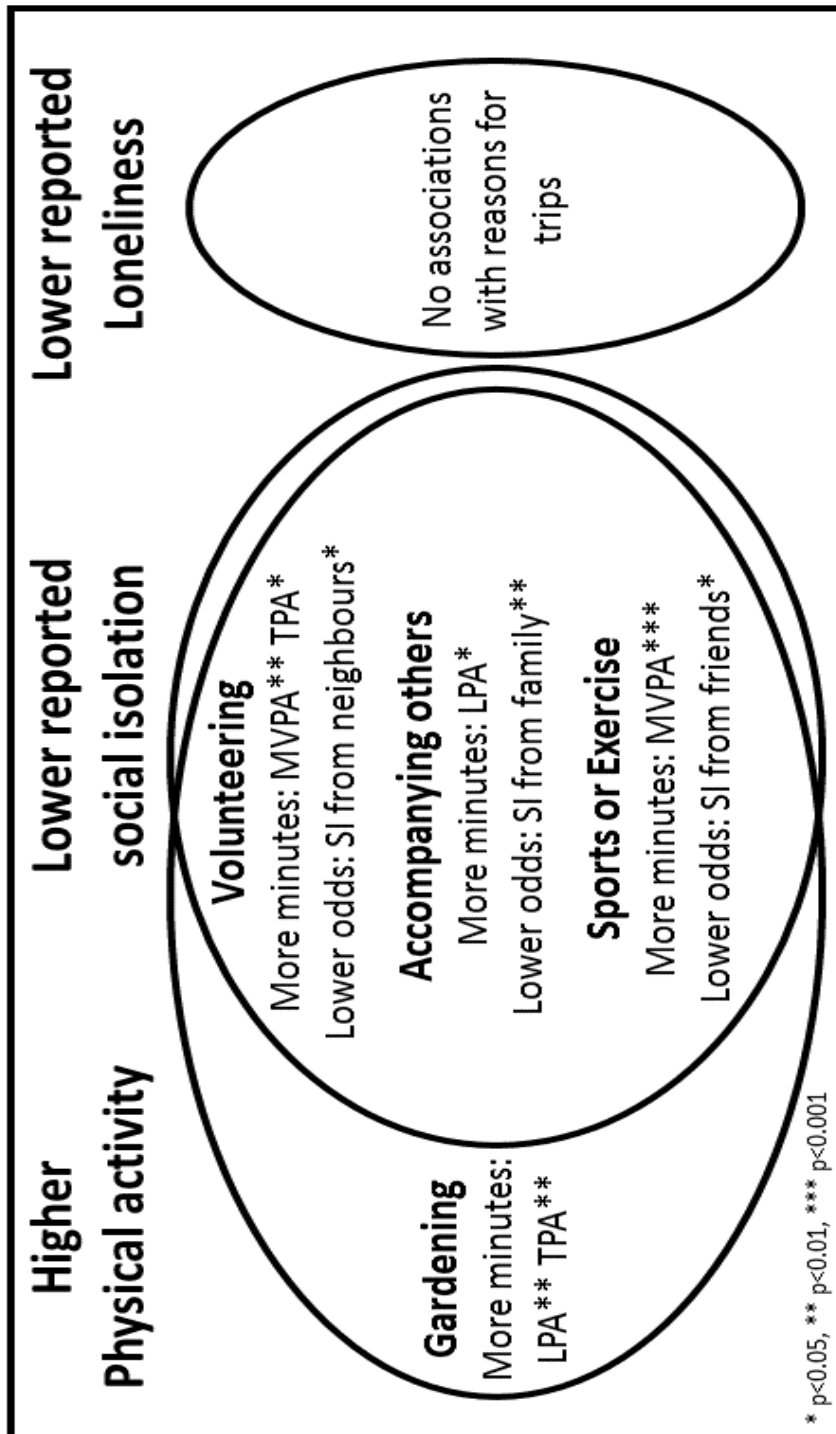 Higher
Physical activity
Lower reported
social isolation
Lower reported
Loneliness
Gardening
More minutes:
LPA** TPA**
Volunteering
More minutes: MVPA** TPA*
Lower odds: SI from neighbours*
Accompanying others
More minutes: LPA*
Lower odds: SI from family**
Sports or Exercise
More minutes: MVPA***
Lower odds: SI from friends*
No associations
with reasons for
trips
* p<0.05, ** p<0.01, *** p<0.001